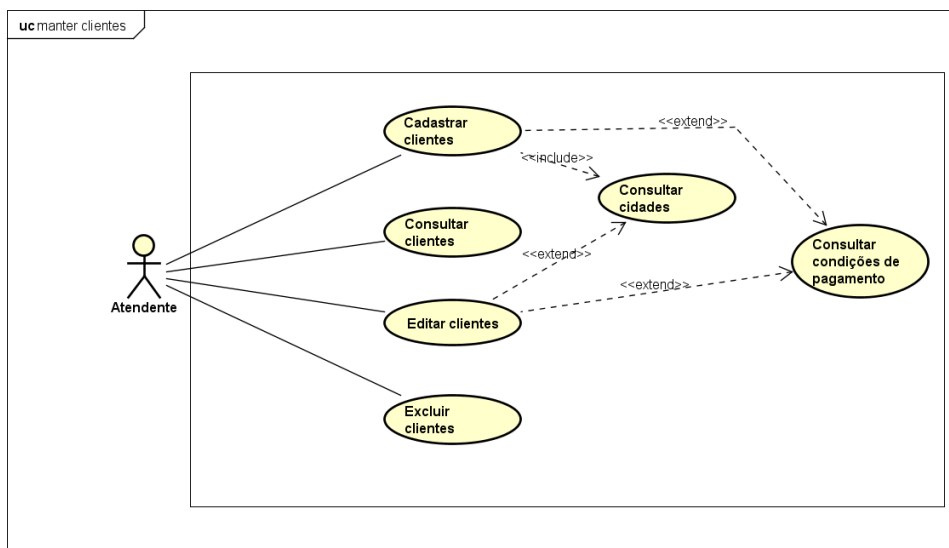 uc manter clientes
Cadastrar
clientes
<<extend>>
<<include>>
Consultar
cidades
Consultar
clientes
Consultar
condições de
pagamento
<<extend>>
<<extend>>
Atendente
Editar clientes
Excluir
clientes